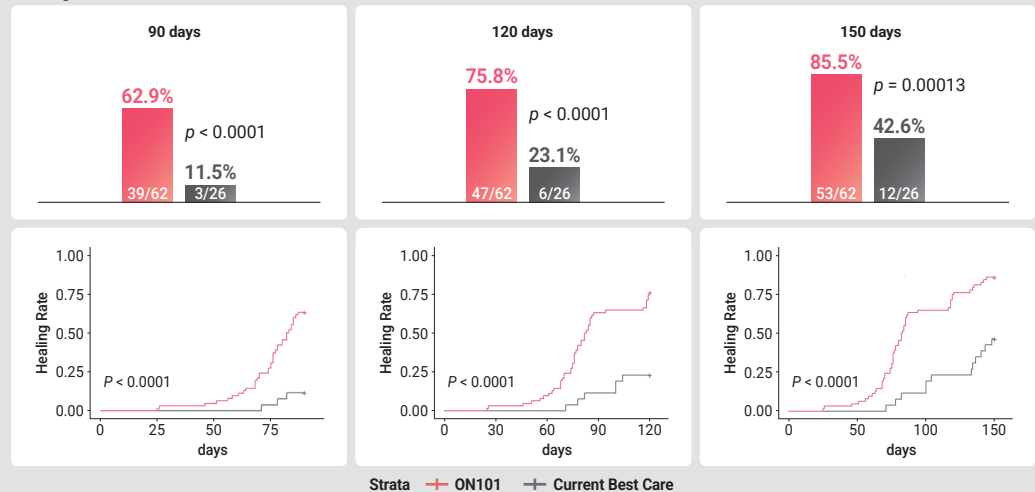 90 days
62.9%
p < 0.0001
11.5%
39/62
3/26
120 days
75.8%
p < 0.0001
23.1%
47/62
6/26
150 days
85.5%
p = 0.00013
42.6%
53/62
12/26
Healing Rate
1.00
0.75
0.50
0.25
0.00
P < 0.0001
0 25 50 75
days
Healing Rate
1.00
0.75
0.50
0.25
0.00
P < 0.0001
0 30 60 90 120
days
Healing Rate
1.00
0.75
0.50
0.25
0.00
P < 0.0001
0 50 100 150
days
Strata ON101 Current Best Care